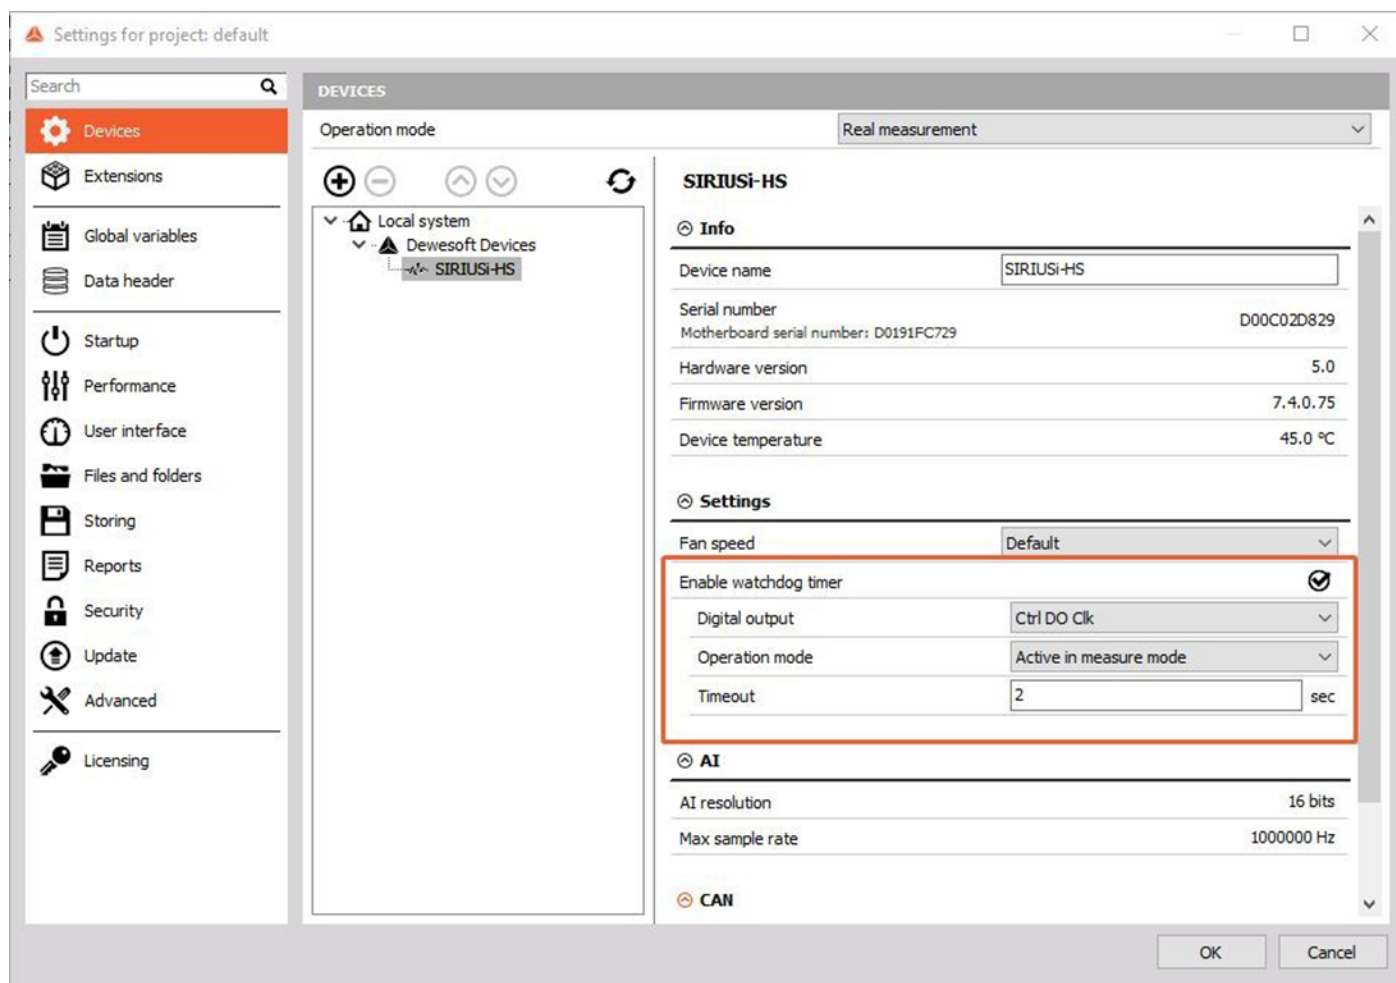 Settings for project: default
Search
Devices
Extensions
Global variables
Data header
Startup
Performance
User interface
Files and folders
Storing
Reports
Security
Update
Advanced
Licensing
DEVICES
Operation mode Real measurement
Local system
Dewesoft Devices
SIRIUSi-HS
SIRIUSi-HS
Info
Device name SIRIUSi-HS
Serial number D00C02D829
Motherboard serial number: D0191FC729
Hardware version 5.0
Firmware version 7.4.0.75
Device temperature 45.0 °C
Settings
Fan speed Default
Enable watchdog timer
Digital output Ctrl DO Clk
Operation mode Active in measure mode
Timeout 2 sec
AI
AI resolution 16 bits
Max sample rate 1000000 Hz
CAN
OK Cancel